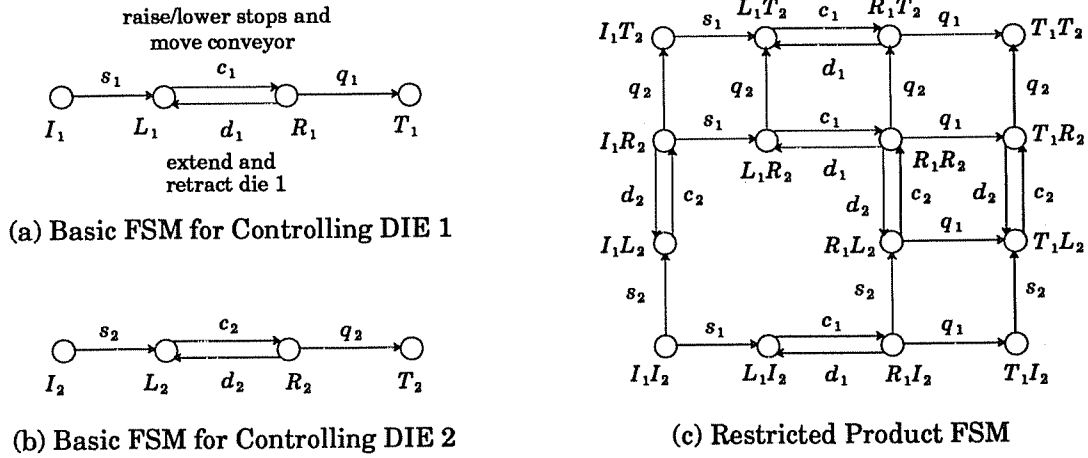 raise/lower stops and
move conveyor
s₁ c₁ q₁
I₁ L₁ d₁ R₁ T₁
extend and
retract die 1
(a) Basic FSM for Controlling DIE 1
s₂ c₂ q₂
I₂ L₂ d₂ R₂ T₂
(b) Basic FSM for Controlling DIE 2
I₁T₂ s₁ L₁T₂ c₁ R₁T₂ q₁ T₁T₂
d₁
q₂ q₂ q₂ q₂
I₁R₂ s₁ c₁ q₁ T₁R₂
L₁R₂ d₁ R₁R₂
d₂ c₂ d₂ c₂ d₂ c₂
I₁L₂ R₁L₂ q₁ T₁L₂
s₂ s₂ s₂
s₁ c₁ q₁
I₁I₂ L₁I₂ d₁ R₁I₂ T₁I₂
(c) Restricted Product FSM